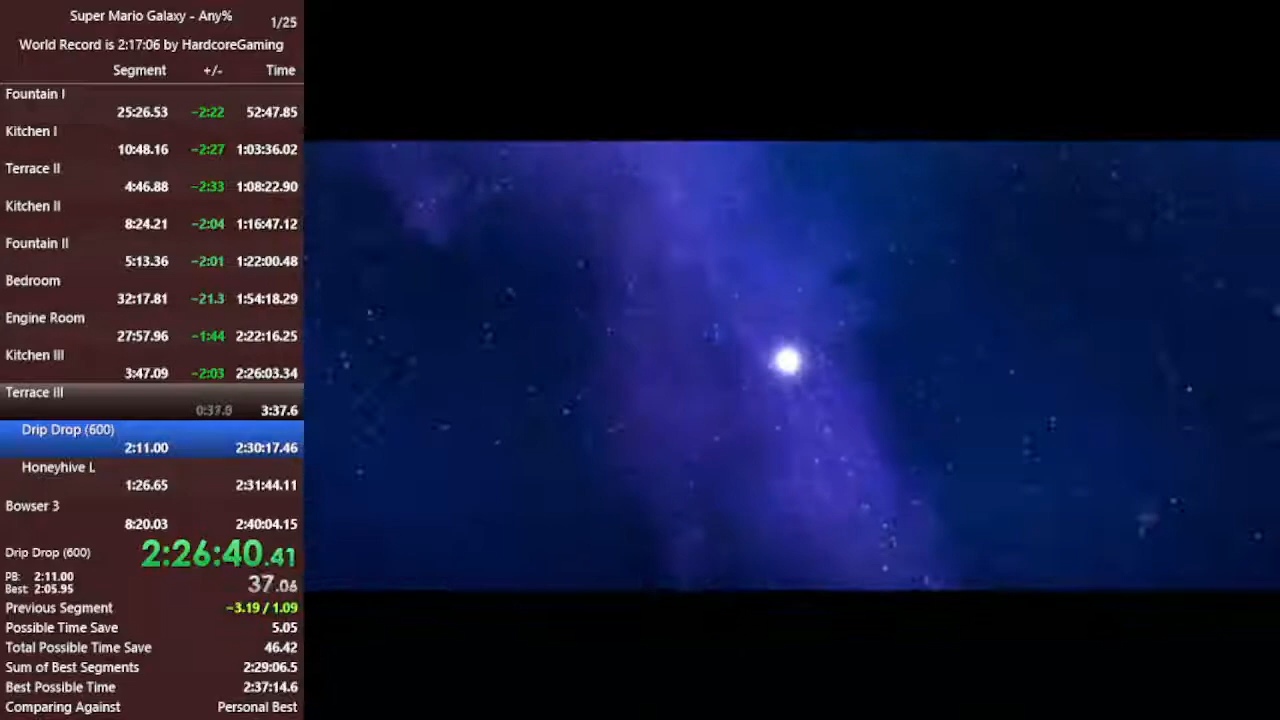 Super Mario Galaxy - Any%
1/25
World Record is 2:17:06 by HardcoreGaming
Segment +/- Time
Fountain I
25:26.53 −2:22 52:47.85
Kitchen I
10:48.16 −2:27 1:03:36.02
Terrace II
4:46.88 −2:33 1:08:22.90
Kitchen II
8:24.21 −2:04 1:16:47.12
Fountain II
5:13.36 −2:01 1:22:00.48
Bedroom
32:17.81 −21.3 1:54:18.29
Engine Room
27:57.96 −1:44 2:22:16.25
Kitchen III
3:47.09 −2:03 2:26:03.34
Terrace III
0:37.0 3:37.6
Drip Drop (600)
2:11.00 2:30:17.46
Honeyhive L
1:26.65 2:31:44.11
Bowser 3
8:20.03 2:40:04.15
Drip Drop (600) 2:26:40.41
PB: 2:11.00 37.06
Best: 2:05.95
Previous Segment −3.19 / 1.09
Possible Time Save 5.05
Total Possible Time Save 46.42
Sum of Best Segments 2:29:06.5
Best Possible Time 2:37:14.6
Comparing Against Personal Best